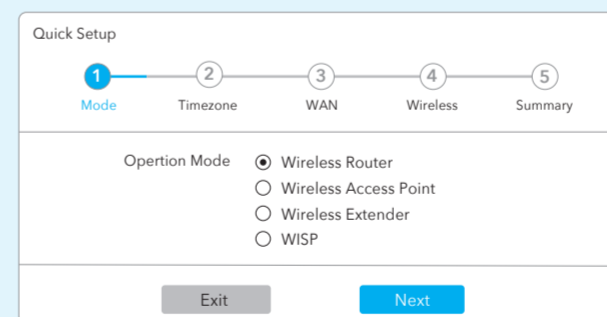 Quick Setup
1 2 3 4 5
Mode Timezone WAN Wireless Summary
Opertion Mode Wireless Router
Wireless Access Point
Wireless Extender
WISP
Exit Next